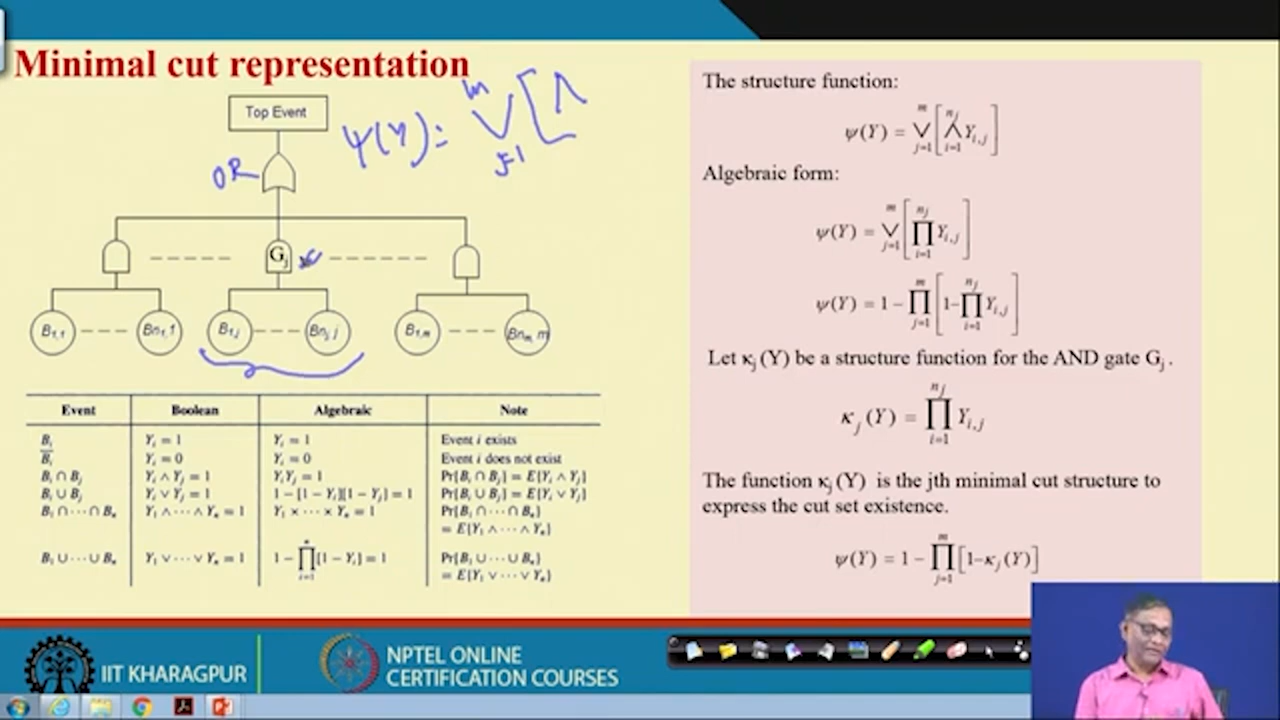 Minimal cut representation
Top Event
OR
ψ(Y) = ⋁ j=1 m [∧
G_j
B_{1,1} ---- Bn_1,1 B_{1,j} ---- Bn_j,j B_{1,m} ---- Bn_m,m
Event Boolean Algebraic Note
B_i Y_i = 1 Y_i = 1 Event i exists
B̅_i Y_i = 0 Y_i = 0 Event i does not exist
B_i ∩ B_j Y_i ∧ Y_j = 1 Y_iY_j = 1 Pr{B_i ∩ B_j} = E{Y_i ∧ Y_j}
B_i ∪ B_j Y_i ∨ Y_j = 1 1 − [1 − Y_i][1 − Y_j] = 1 Pr{B_i ∪ B_j} = E{Y_i ∨ Y_j}
B_1 ∩ ⋯ ∩ B_n Y_1 ∧ ⋯ ∧ Y_n = 1 Y_1 × ⋯ × Y_n = 1 Pr{B_1 ∩ ⋯ ∩ B_n}
= E{Y_1 ∧ ⋯ ∧ Y_n}
B_1 ∪ ⋯ ∪ B_n Y_1 ∨ ⋯ ∨ Y_n = 1 1 − ∏_{i=1}^{n} [1 − Y_i] = 1 Pr{B_1 ∪ ⋯ ∪ B_n}
= E{Y_1 ∨ ⋯ ∨ Y_n}
The structure function:
ψ(Y) = ⋁_{j=1}^{m} [⋀_{i=1}^{n_j} Y_{i,j}]
Algebraic form:
ψ(Y) = ⋁_{j=1}^{m} [∏_{i=1}^{n_j} Y_{i,j}]
ψ(Y) = 1 − ∏_{j=1}^{m} [1−∏_{i=1}^{n_j} Y_{i,j}]
Let κ_j (Y) be a structure function for the AND gate G_j .
κ_j (Y) = ∏_{i=1}^{n_j} Y_{i,j}
The function κ_j (Y) is the jth minimal cut structure to
express the cut set existence.
ψ(Y) = 1 − ∏_{j=1}^{m} [1−κ_j (Y)]
IIT KHARAGPUR
NPTEL ONLINE
CERTIFICATION COURSES